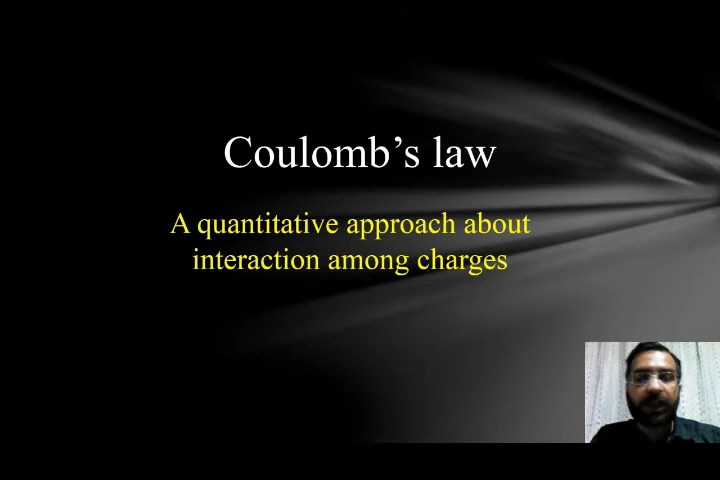 Coulomb’s law
A quantitative approach about
interaction among charges